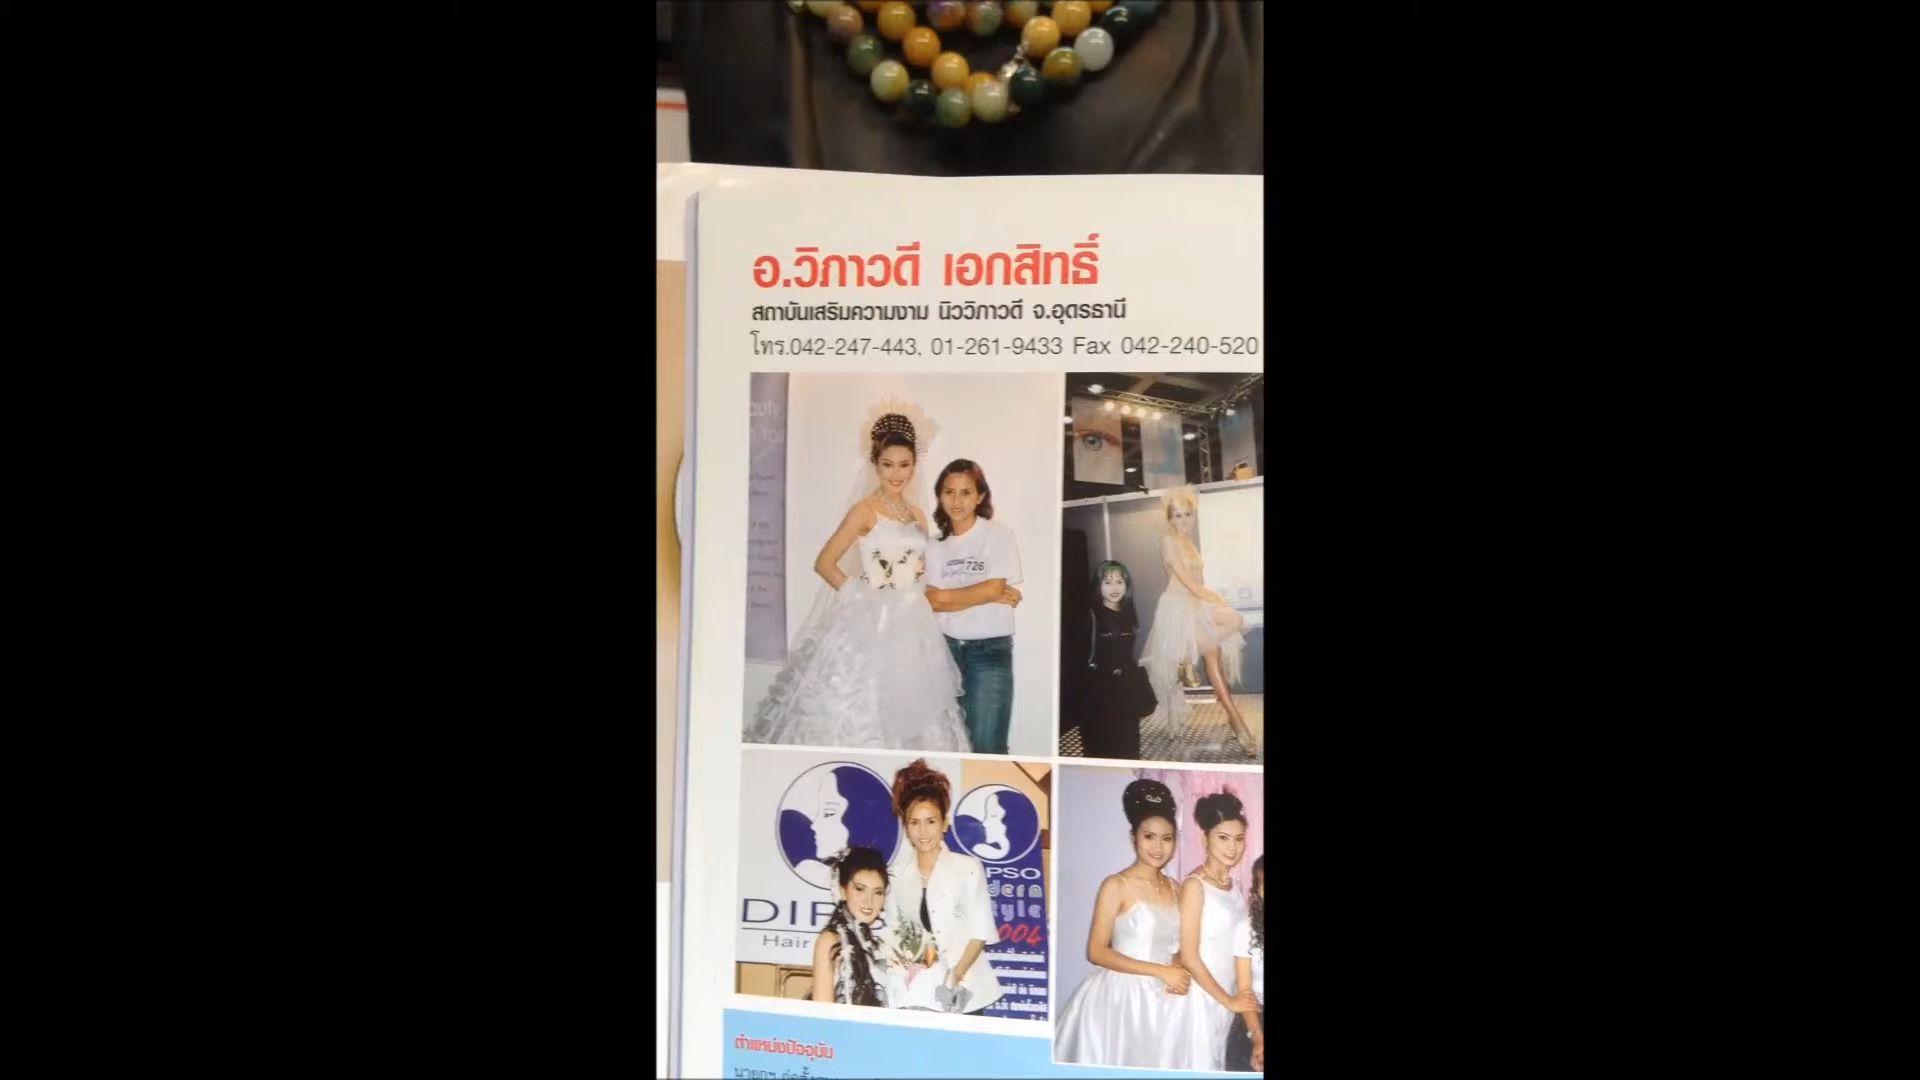 อ.วิภาวดี เอกสิทธิ์
สถาบันเสริมความงาม นิววิภาวดี จ.อุดรธานี
โทร.042-247-443, 01-261-9433 Fax 042-240-520
726
DIP
Hair
PSO
dern
tyle
004
ตำแหน่งปัจจุบัน